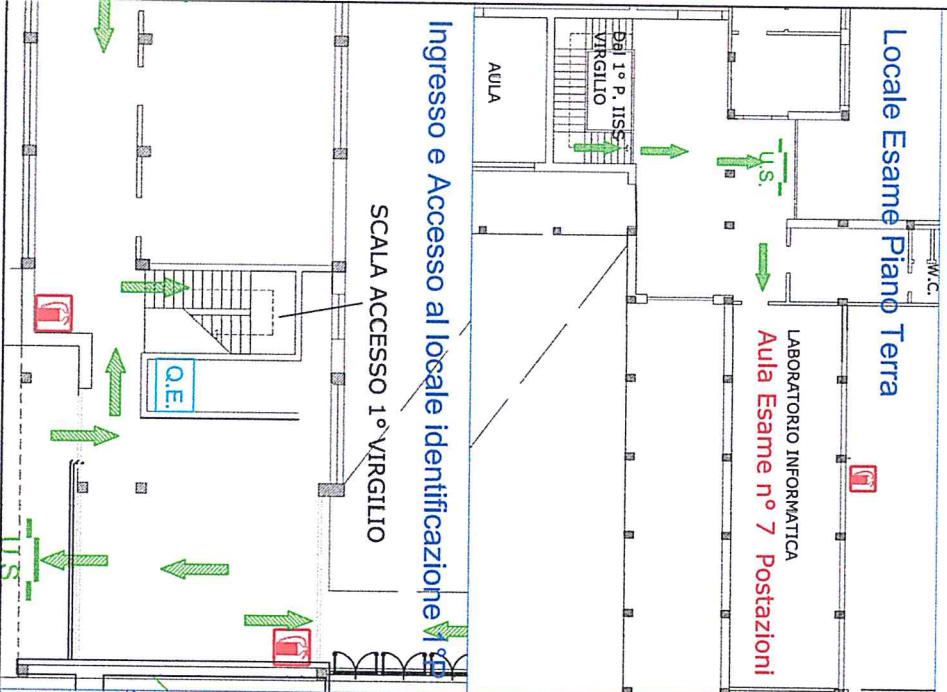 Locale Esame Piano Terra
W.C.
U.S.
Dal 1° P. IISS
VIRGILIO
AULA
LABORATORIO INFORMATICA
Aula Esame n° 7 Postazioni
Ingresso e Accesso al locale identificazione 1°P
SCALA ACCESSO 1° VIRGILIO
Q.E.
U.S